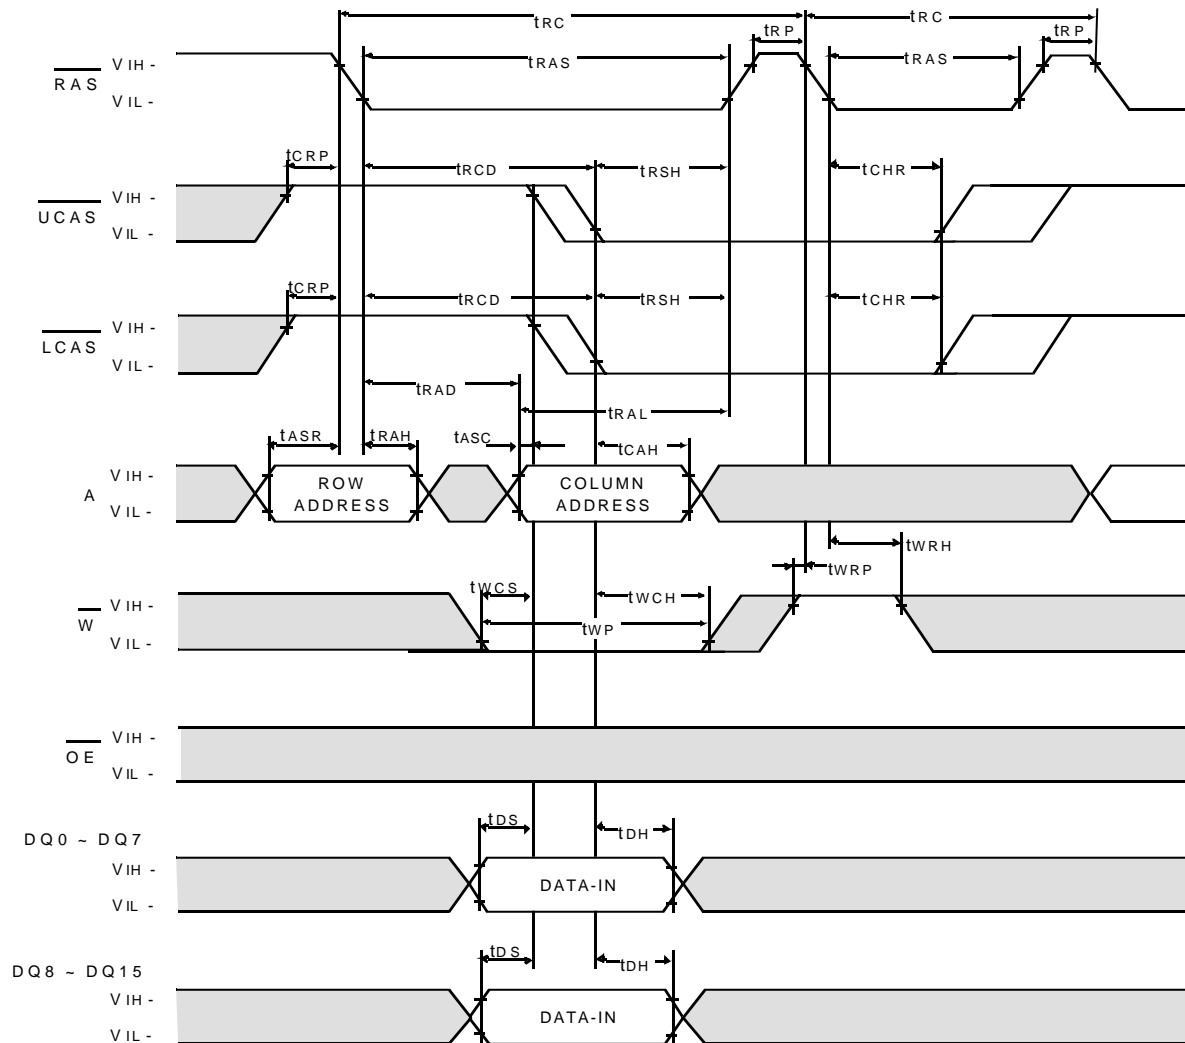 tRC tRC
tRP tRP
RAS VIH - tRAS tRAS
VIL -
tCRP tRCD tRSH tCHR
UCAS VIH -
VIL -
tCRP tRCD tRSH tCHR
LCAS VIH -
VIL -
tRAD
tRAL
tASR tRAH tASC tCAH
A VIH - ROW ADDRESS COLUMN ADDRESS
VIL -
tWRH
tWRP
tWCS tWCH
W VIH -
tWP
VIL -
OE VIH -
VIL -
tDS tDH
DQ0 ~ DQ7
VIH -
DATA-IN
VIL -
tDS tDH
DQ8 ~ DQ15
VIH -
DATA-IN
VIL -